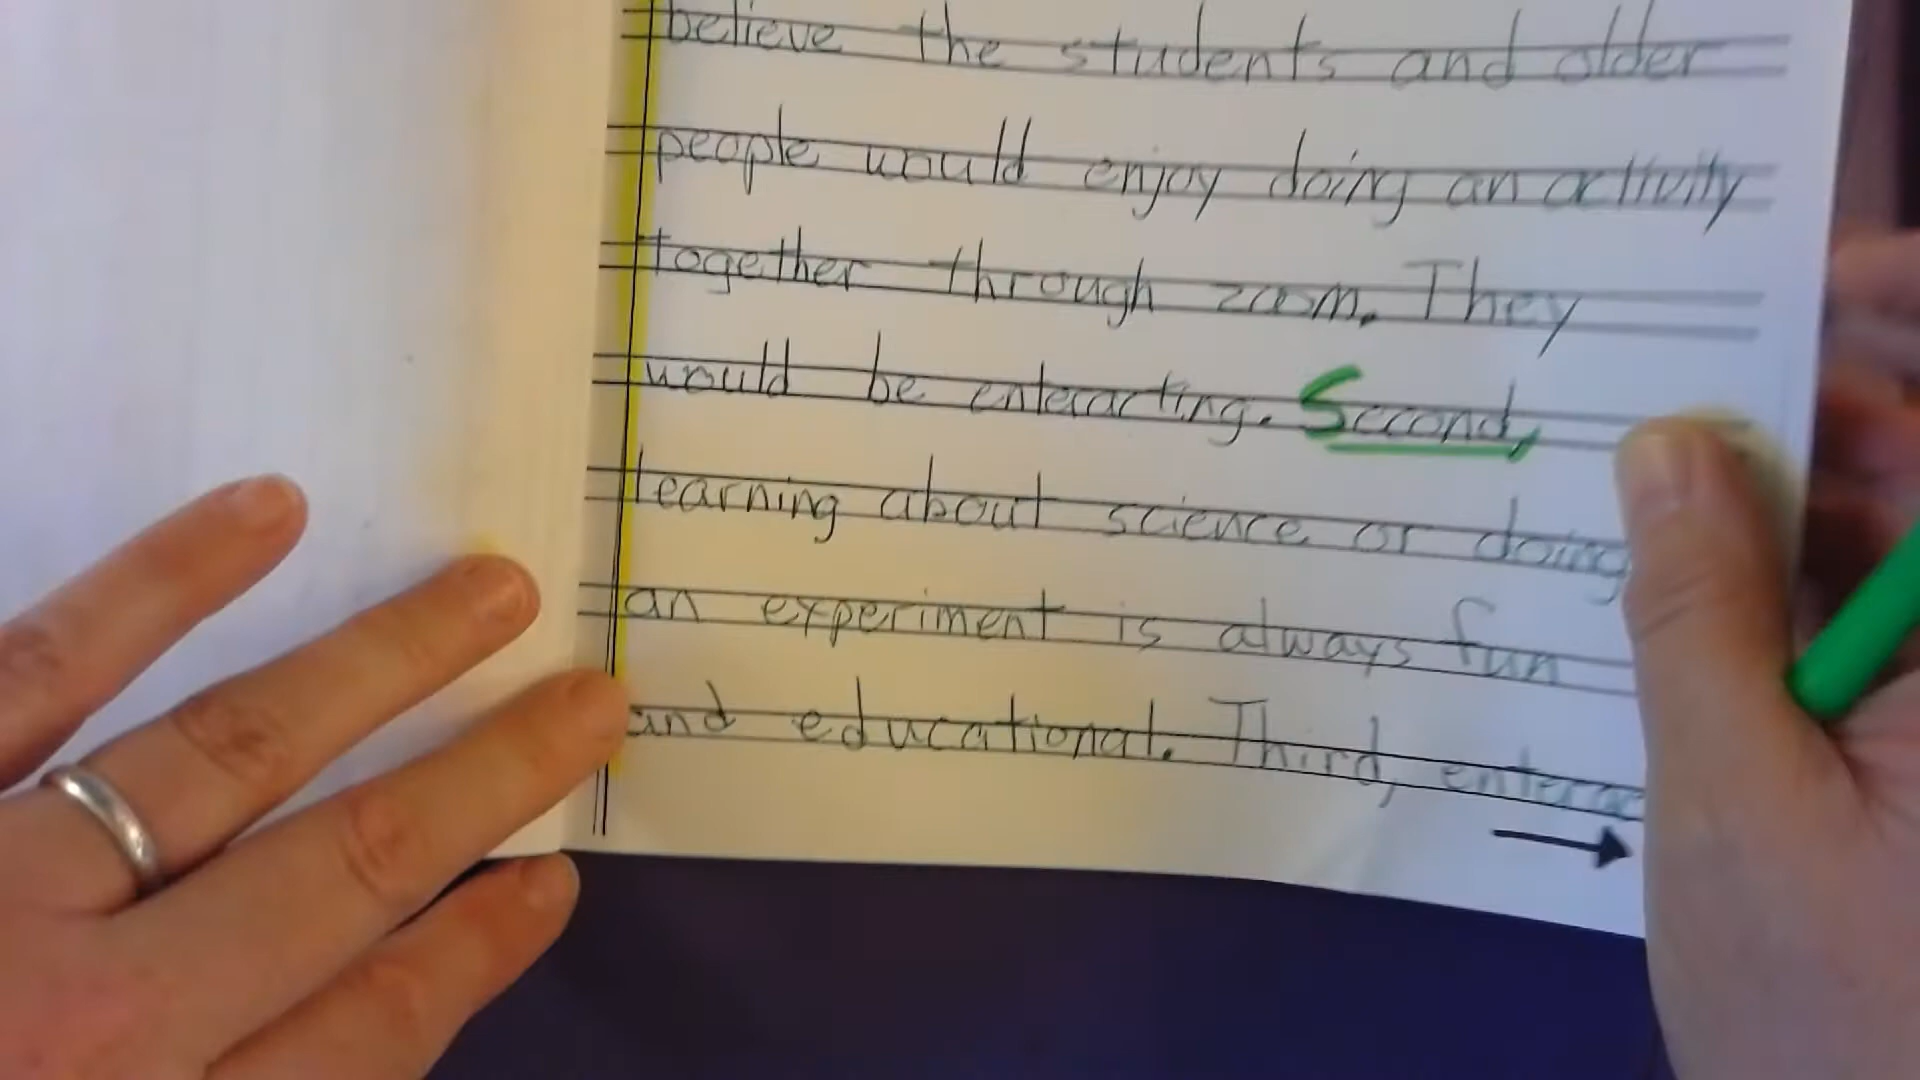 believe the students and older
people would enjoy doing an activity
together through zoom. They
would be enteracting. Second,
learning about science or doing
an experiment is always fun
and educational. Third,